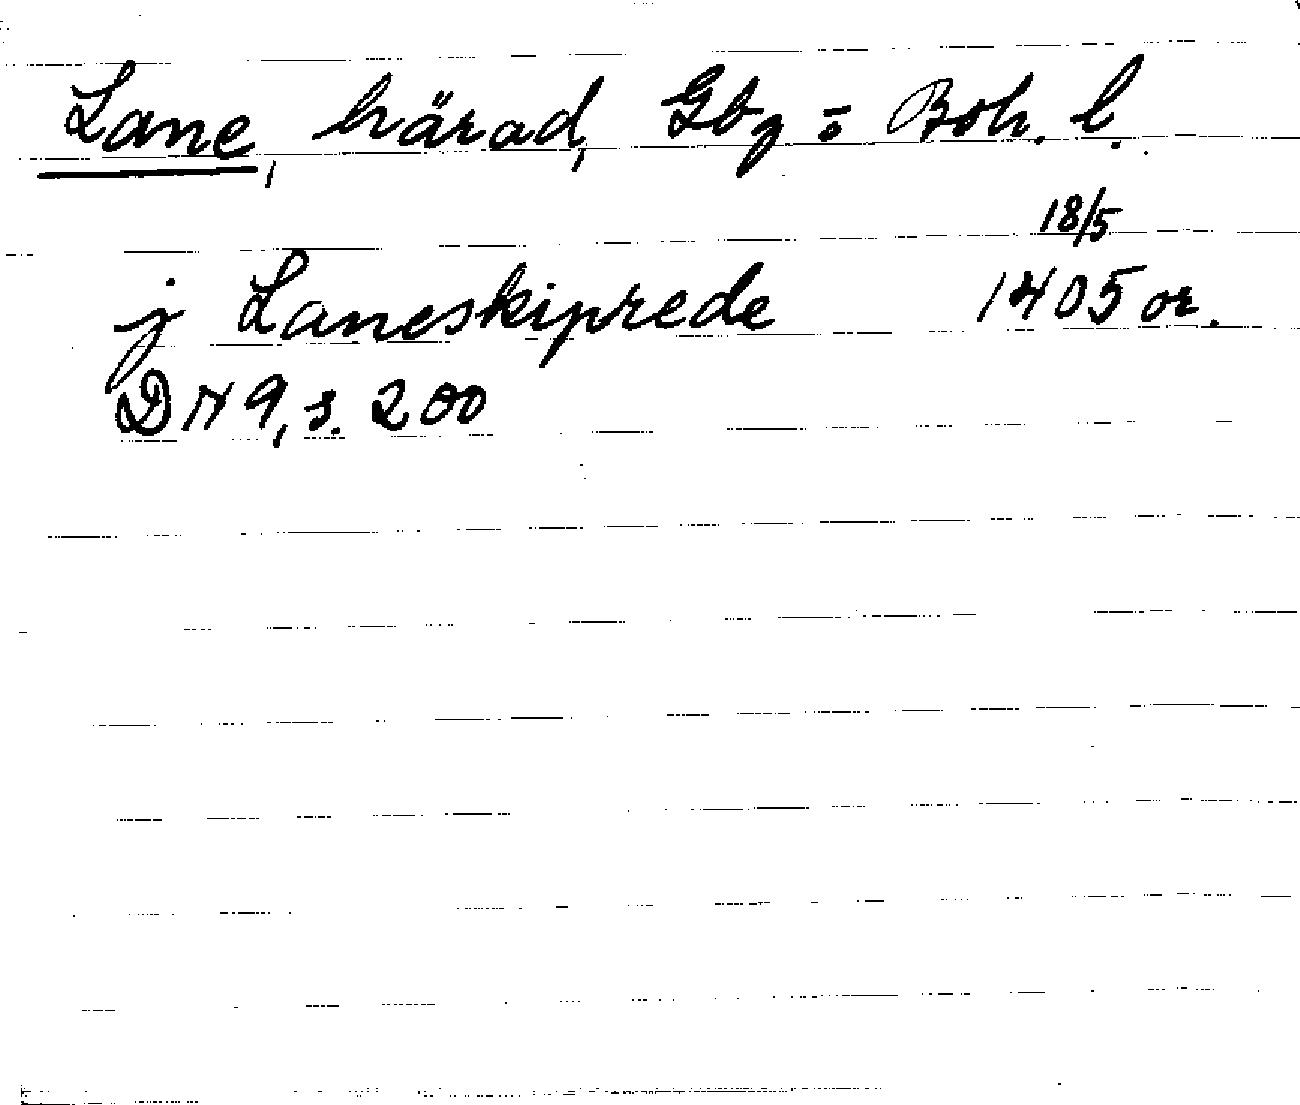 Lane, härad, Gbg o Boh. l.
18/5
j Laneskiprede 1405 or.
DN 9, s. 200